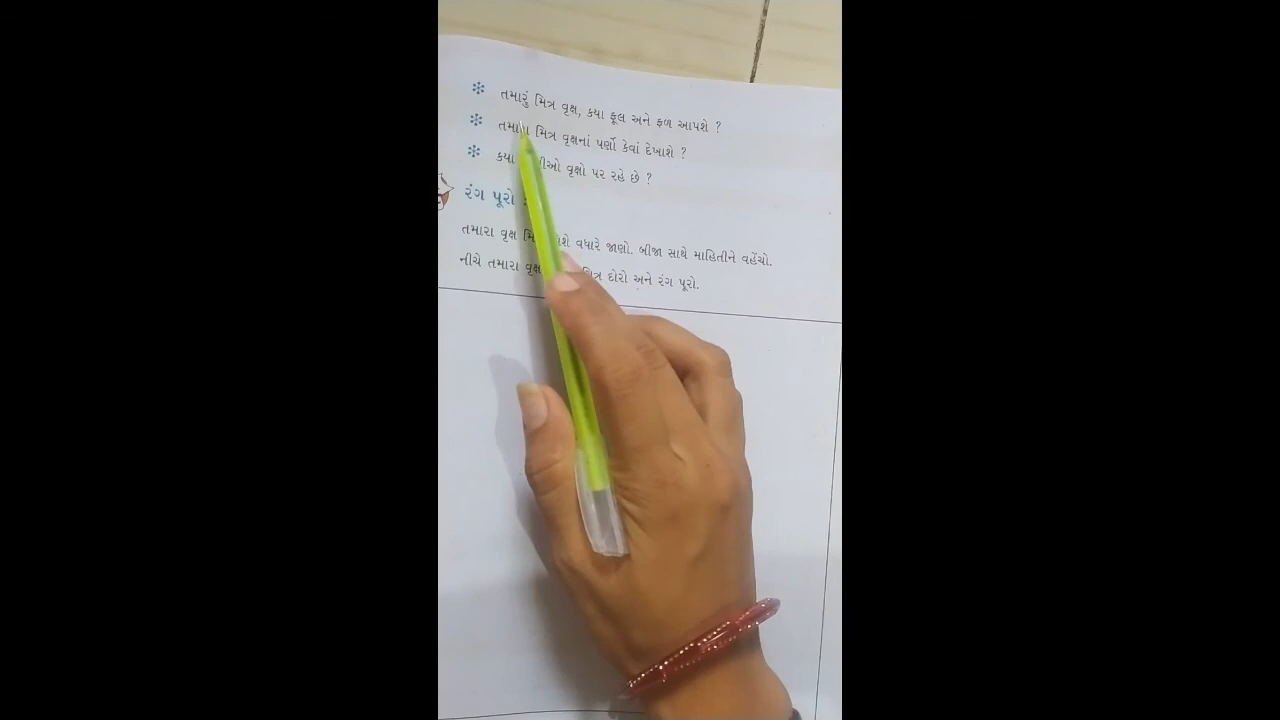 તમારું મિત્ર વૃક્ષ, કયા ફૂલ અને ફળ આપશે ?
મિત્ર વૃક્ષનાં પર્ણો કેવાં દેખાશે ?
કયા વૃક્ષો પર રહે છે ?
રંગ પૂરો :
તમારા વૃક્ષ વધારે જાણો. બીજા સાથે માહિતીને વહેંચો.
નીચે તમારા વૃક્ષ દોરો અને રંગ પૂરો.